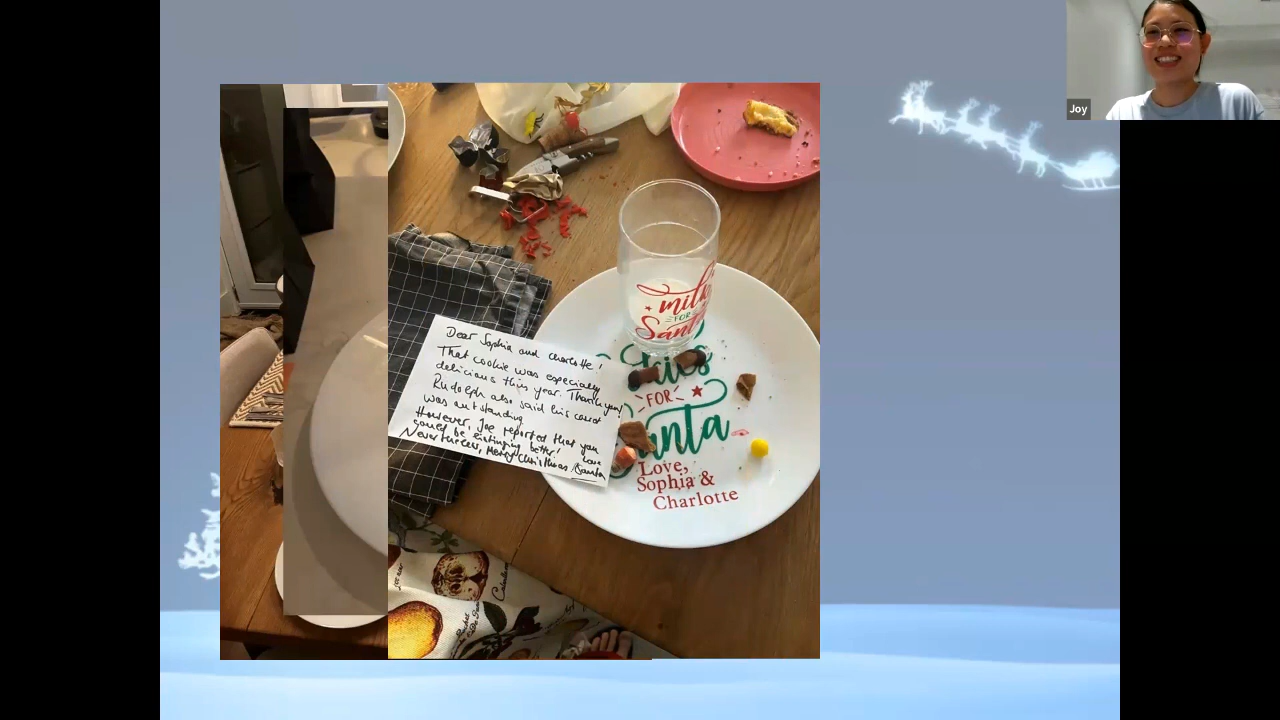 Joy
milk
FOR
Santa
FOR
Santa
Love,
Sophia &
Charlotte
Dear Sophia and Charlotte!
That cookie was especially
delicious this year. Thank you!
Rudolph also said his carrot
was outstanding
However, Joe reported that you
could be listening better!
Nevertheless, Merry Christmas! Love
Santa